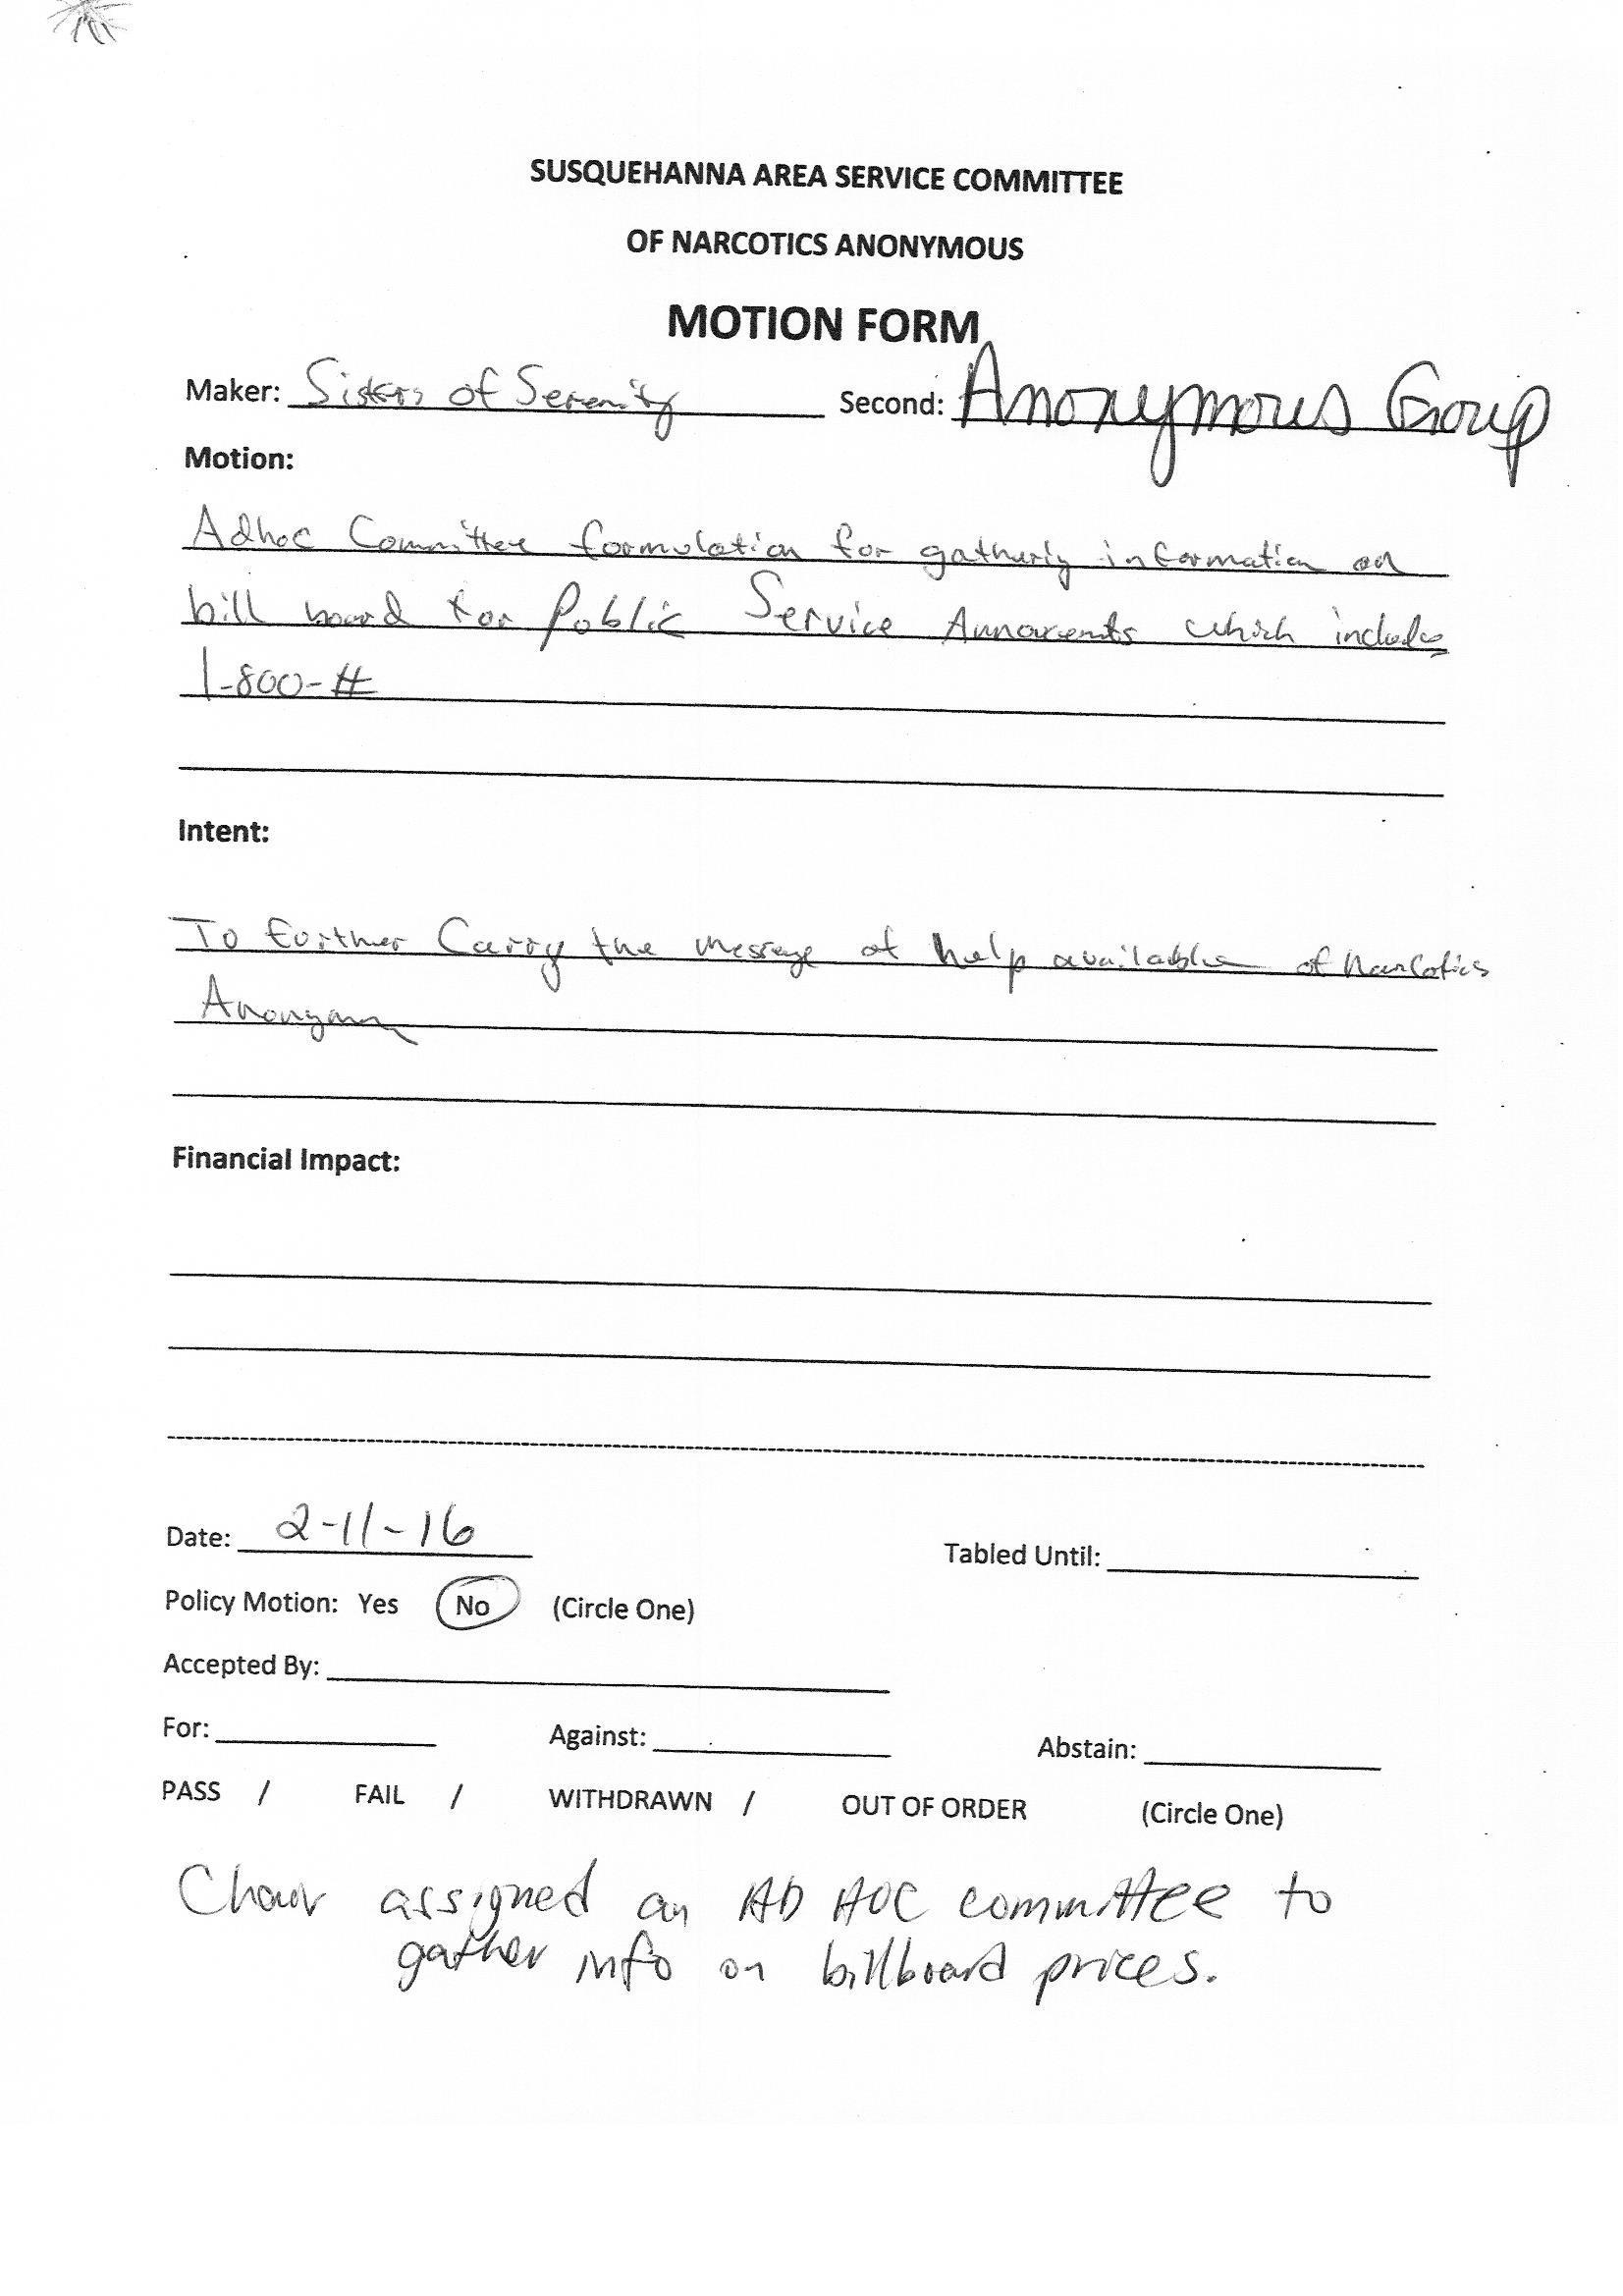 SUSQUEHANNA AREA SERVICE COMMITTEE
OF NARCOTICS ANONYMOUS
MOTION FORM
Maker: Sisters of Serenity Second: Anonymous Group
Motion:
Adhoc Committee formulation for gatherig information on
bill board for Public Service which includes
1-800-#
Intent:
To further Carry the message of help available of Narcotics
Financial Impact:
Date: 2-11-16 Tabled Until:
Policy Motion: Yes No (Circle One)
Accepted By:
For: Against: Abstain:
PASS / FAIL / WITHDRAWN / OUT OF ORDER (Circle One)
Chair assigned an AD HOC committee to
gather info on billboard prices.